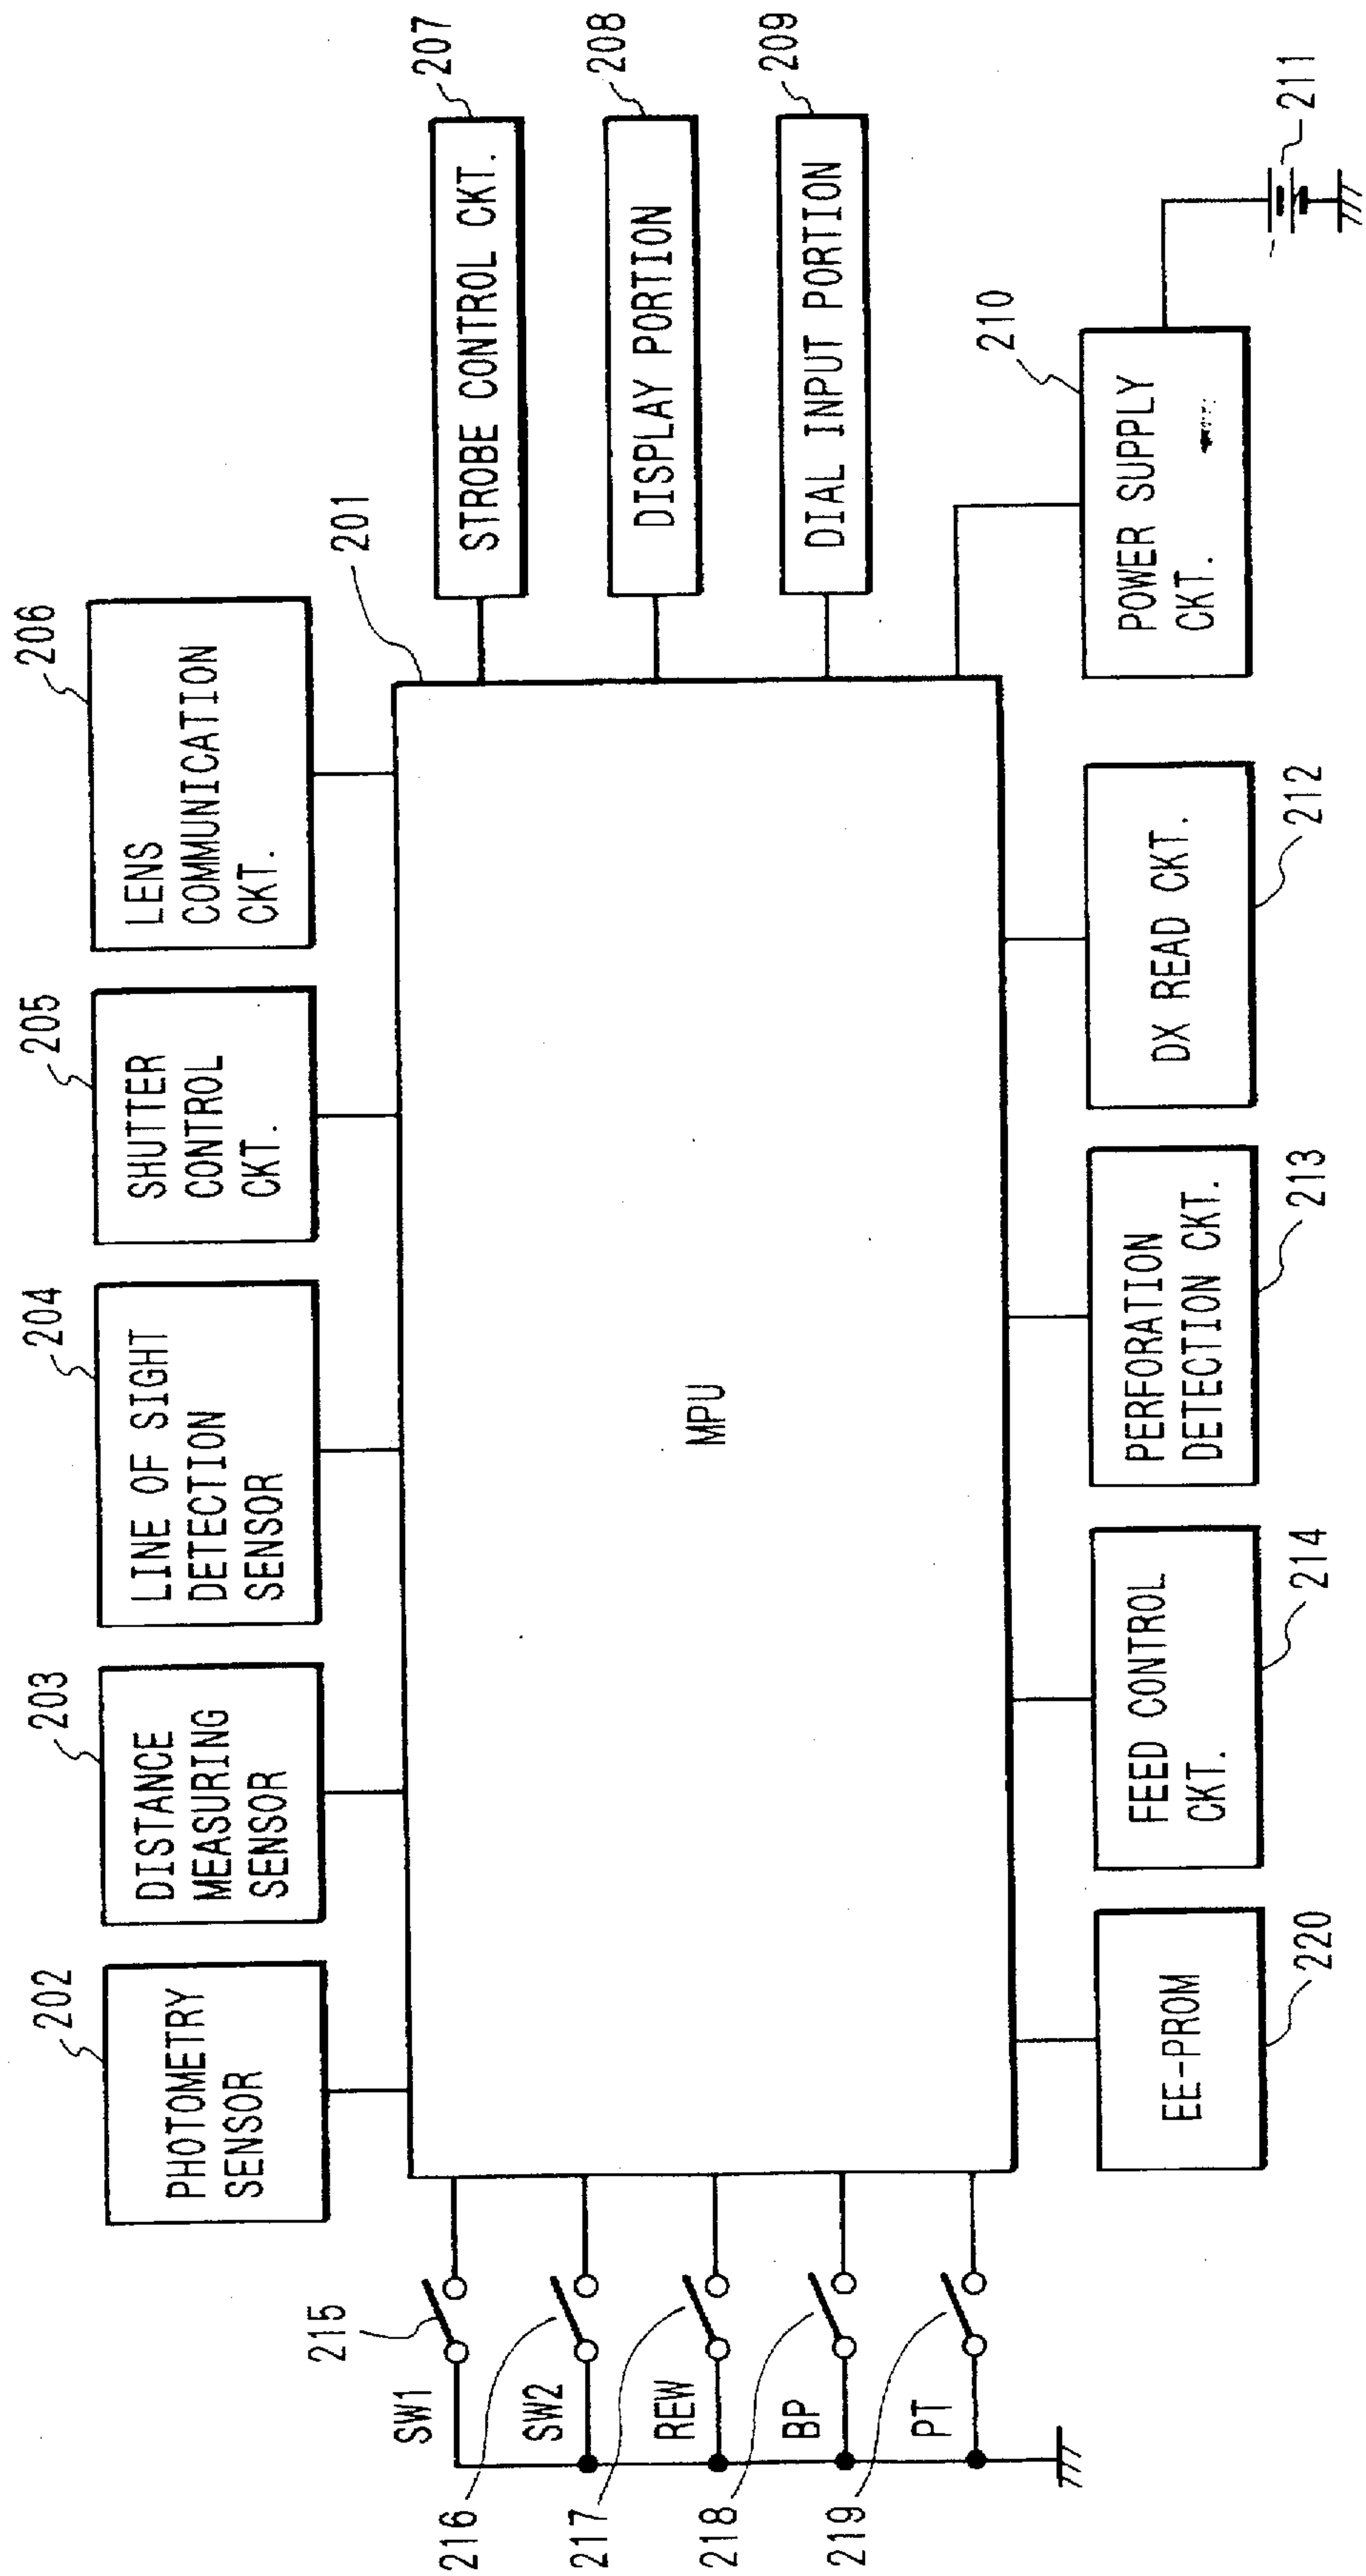 202
PHOTOMETRY
SENSOR
203
DISTANCE
MEASURING
SENSOR
204
LINE OF SIGHT
DETECTION
SENSOR
205
SHUTTER
CONTROL
CKT.
206
LENS
COMMUNICATION
CKT.
201
MPU
207
STROBE CONTROL CKT.
208
DISPLAY PORTION
209
DIAL INPUT PORTION
210
POWER SUPPLY
CKT.
211
215
SW1
216
SW2
217
REW
218
BP
219
PT
EE-PROM
220
FEED CONTROL
CKT.
214
PERFORATION
DETECTION CKT.
213
DX READ CKT.
212